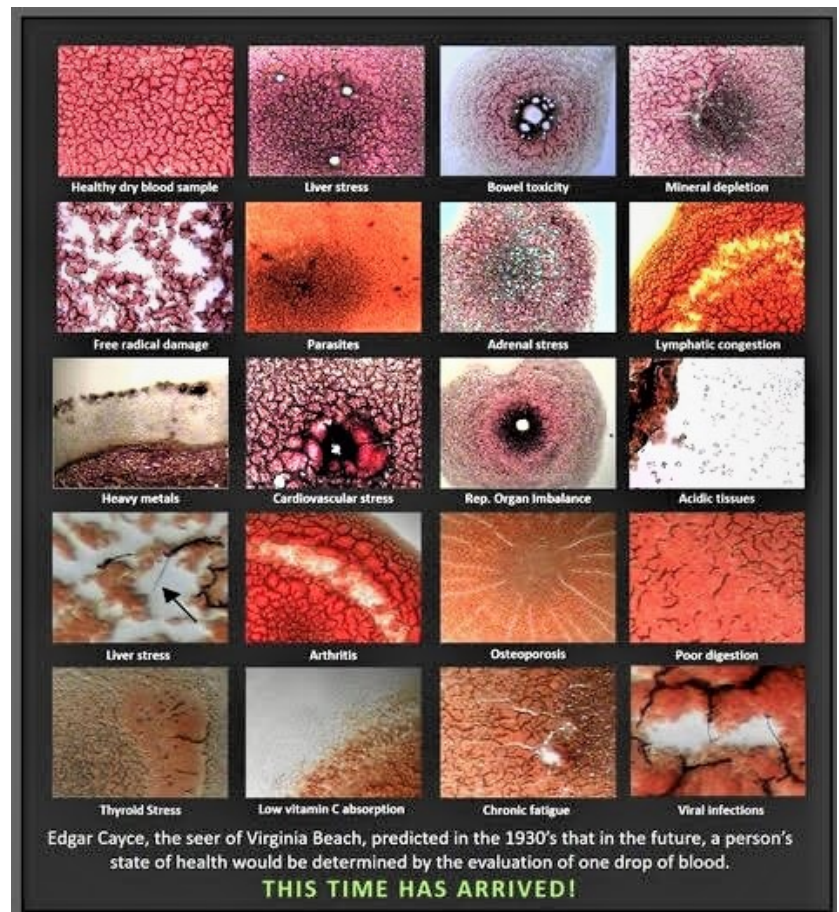 Healthy dry blood sample
Liver stress
Bowel toxicity
Mineral depletion
Free radical damage
Parasites
Adrenal stress
Lymphatic congestion
Heavy metals
Cardiovascular stress
Rep. Organ Imbalance
Acidic tissues
Liver stress
Arthritis
Osteoporosis
Poor digestion
Thyroid Stress
Low vitamin C absorption
Chronic fatigue
Viral infections
Edgar Cayce, the seer of Virginia Beach, predicted in the 1930's that in the future, a person's
state of health would be determined by the evaluation of one drop of blood.
THIS TIME HAS ARRIVED!